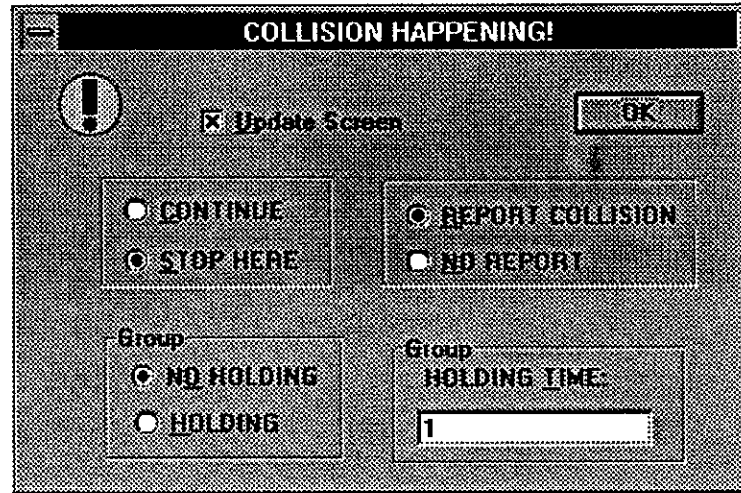 COLLISION HAPPENING!
Update Screen
OK
CONTINUE
STOP HERE
REPORT COLLISION
NO REPORT
Group
NO HOLDING
HOLDING
Group
HOLDING TIME:
1